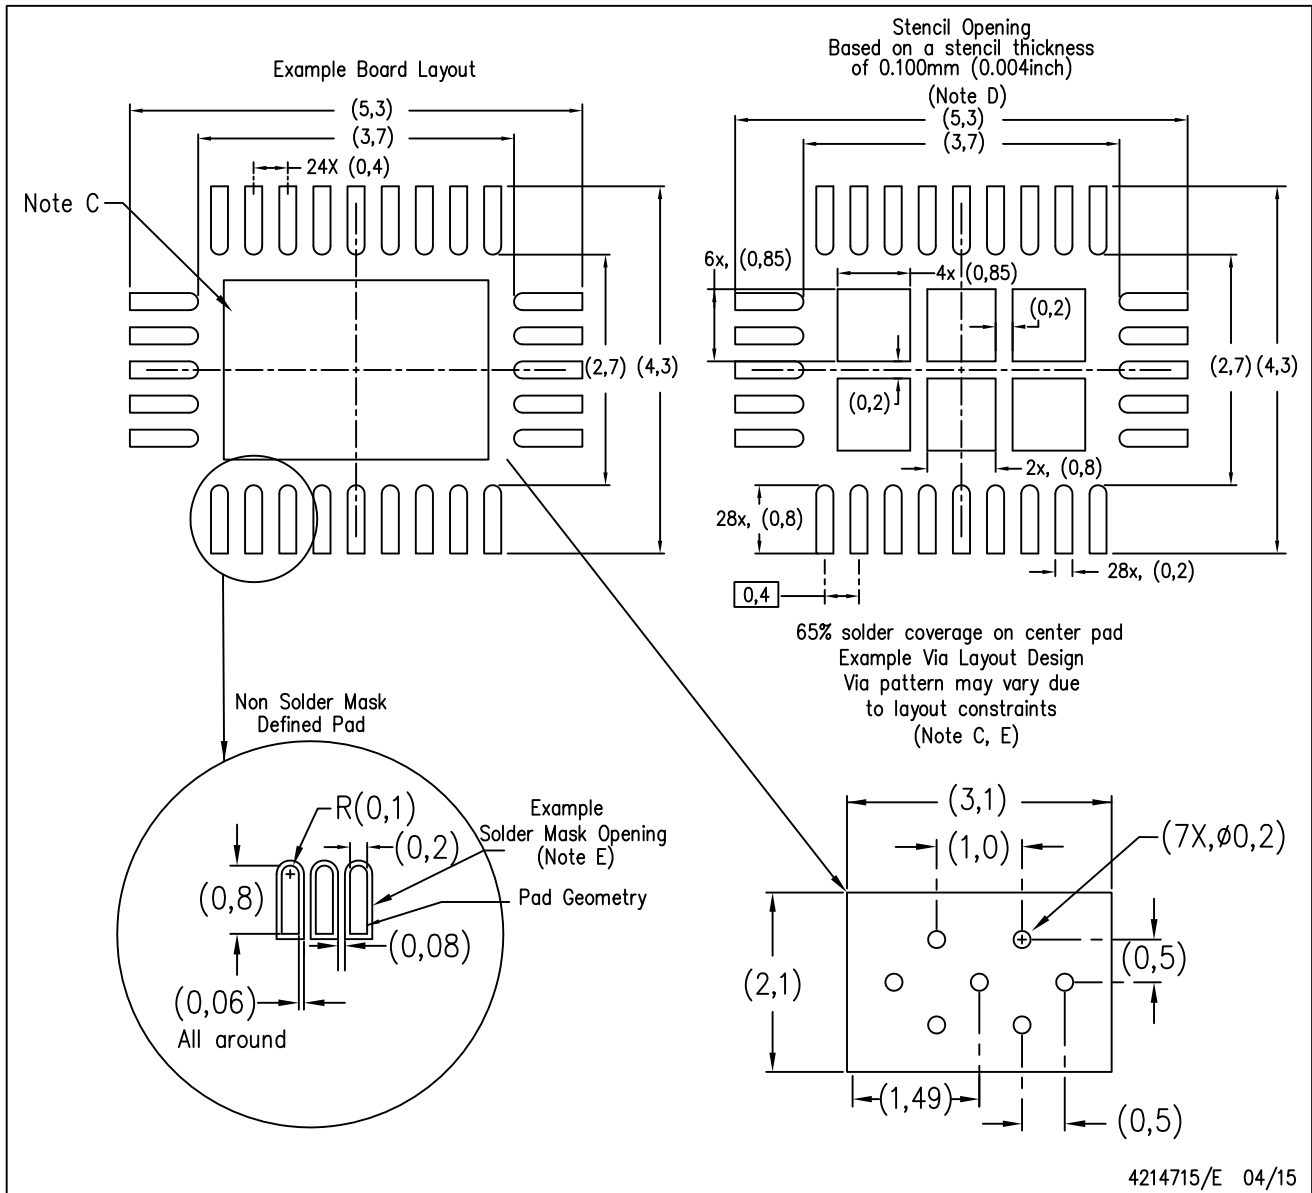 Example Board Layout
(5,3)
(3,7)
24X (0,4)
Note C
(2,7) (4,3)
Stencil Opening
Based on a stencil thickness
of 0.100mm (0.004inch)
(Note D)
(5,3)
(3,7)
6x, (0,85)
4x (0,85)
(0,2)
(2,7) (4,3)
(0,2)
2x, (0,8)
28x, (0,8)
28x, (0,2)
0,4
65% solder coverage on center pad
Example Via Layout Design
Via pattern may vary due
to layout constraints
(Note C, E)
Non Solder Mask
Defined Pad
R(0,1)
Example
Solder Mask Opening
(Note E)
(0,2)
(0,8)
Pad Geometry
(0,08)
(0,06)
All around
(3,1)
(1,0)
(7X,ø0,2)
(0,5)
(2,1)
(1,49)
(0,5)
4214715/E 04/15